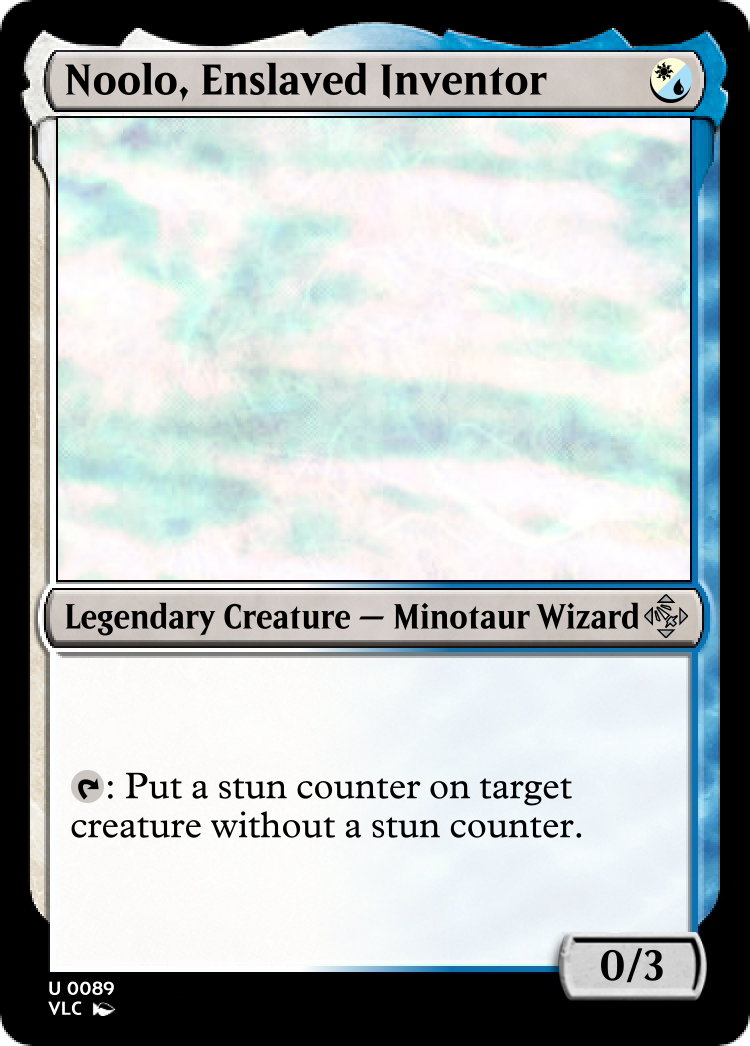 Noolo, Enslaved Inventor
Legendary Creature — Minotaur Wizard
: Put a stun counter on target
creature without a stun counter.
0/3
U 0089
VLC